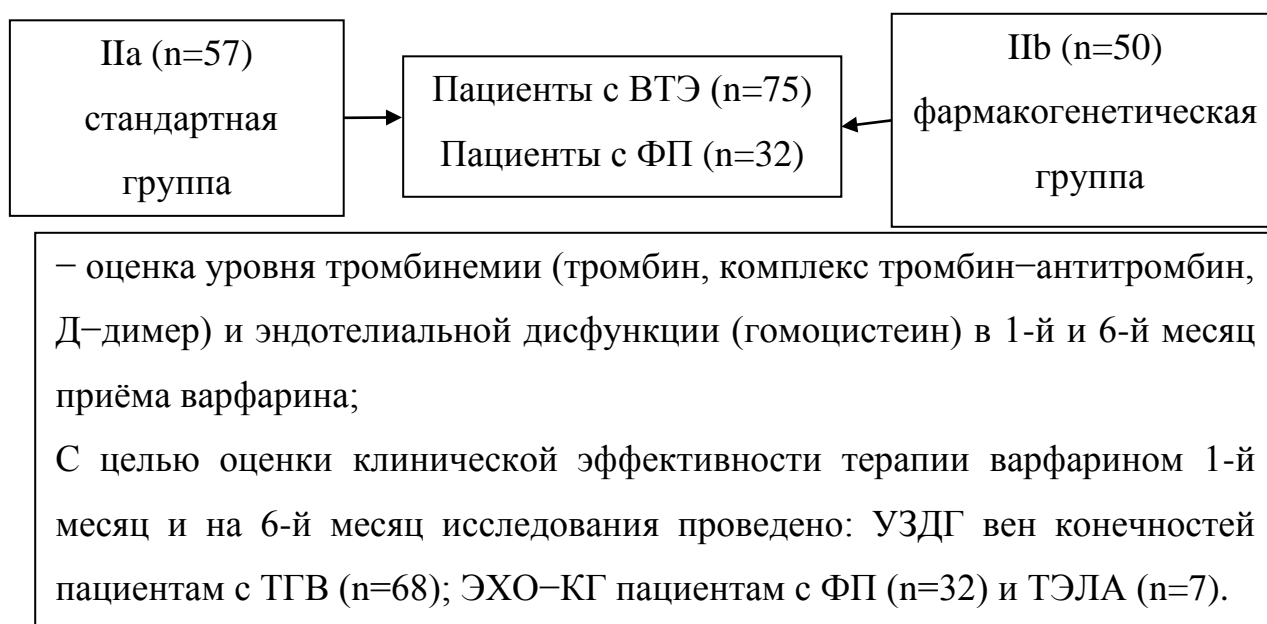 IIa (n=57)
стандартная
группа
Пациенты с ВТЭ (n=75)
Пациенты с ФП (n=32)
IIb (n=50)
фармакогенетическая
группа
− оценка уровня тромбинемии (тромбин, комплекс тромбин−антитромбин,
Д−димер) и эндотелиальной дисфункции (гомоцистеин) в 1-й и 6-й месяц
приёма варфарина;
С целью оценки клинической эффективности терапии варфарином 1-й
месяц и на 6-й месяц исследования проведено: УЗДГ вен конечностей
пациентам с ТГВ (n=68); ЭХО−КГ пациентам с ФП (n=32) и ТЭЛА (n=7).